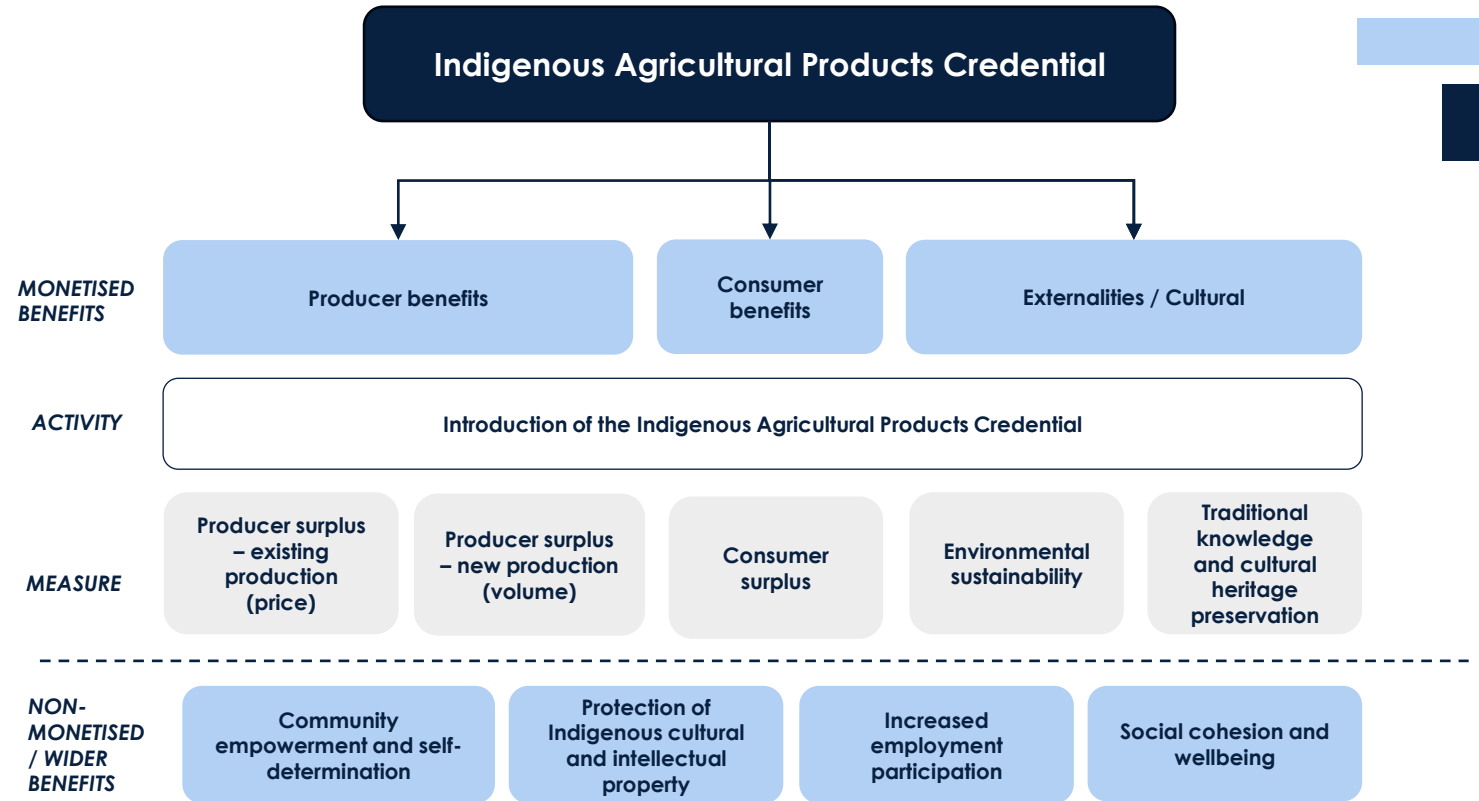 Indigenous Agricultural Products Credential
MONETISED
BENEFITS
Producer benefits
Consumer
benefits
Externalities / Cultural
ACTIVITY
Introduction of the Indigenous Agricultural Products Credential
MEASURE
Producer surplus
– existing
production
(price)
Producer surplus
– new production
(volume)
Consumer
surplus
Environmental
sustainability
Traditional
knowledge
and cultural
heritage
preservation
NON-
MONETISED
/ WIDER
BENEFITS
Community
empowerment and self-
determination
Protection of
Indigenous cultural
and intellectual
property
Increased
employment
participation
Social cohesion and
wellbeing